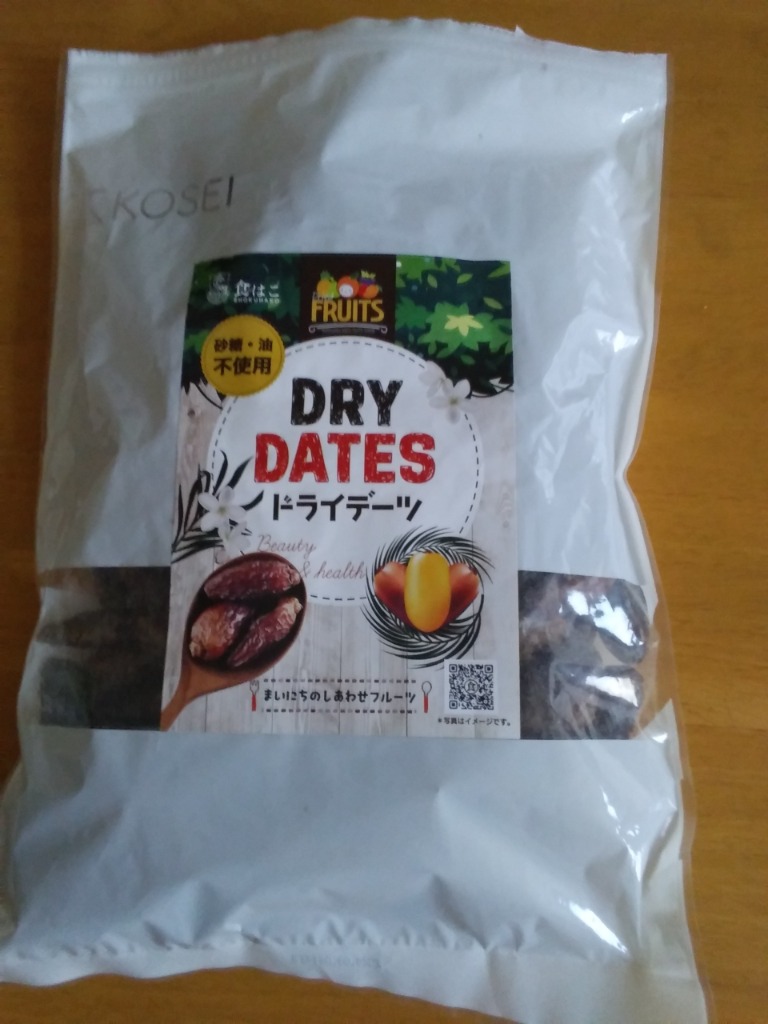 KOSEI
食はこ
SHOKUHAKO
FRUITS
砂糖・油
不使用
DRY
DATES
ドライデーツ
Beauty
& health
まいにちのしあわせフルーツ
食
＊写真はイメージです。